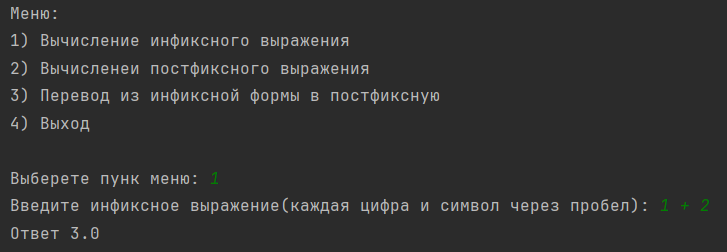 Меню:
1) Вычисление инфиксного выражения
2) Вычисленеи постфиксного выражения
3) Перевод из инфиксной формы в постфиксную
4) Выход
Выберете пунк меню: 1
Введите инфиксное выражение(каждая цифра и символ через пробел): 1 + 2
Ответ 3.0